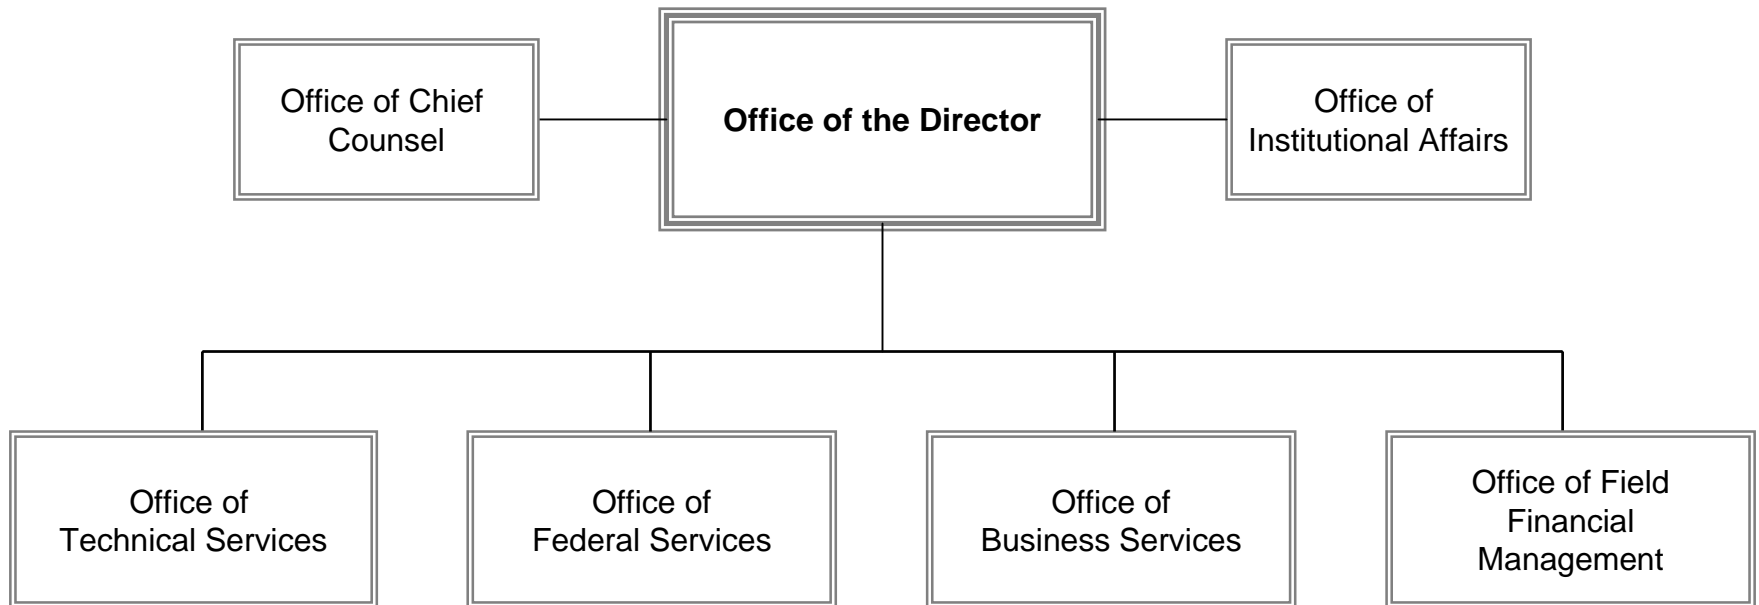 Office of Chief
Counsel
Office of the Director
Office of
Institutional Affairs
Office of
Technical Services
Office of
Federal Services
Office of
Business Services
Office of Field
Financial
Management